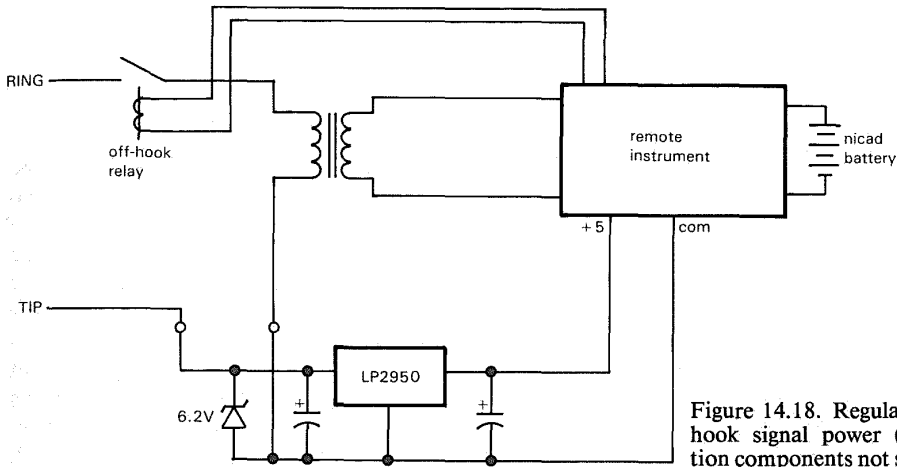 RING
off-hook
relay
remote
instrument
nicad
battery
+5
com
TIP
LP2950
6.2V
+
+
Figure 14.18. Regula
hook signal power (
tion components not s